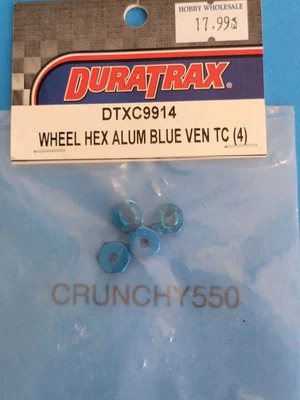 HOBBY WHOLESALE
17.99
DURATRAX
DTXC9914
WHEEL HEX ALUM BLUE VEN TC (4)
CRUNCHY550